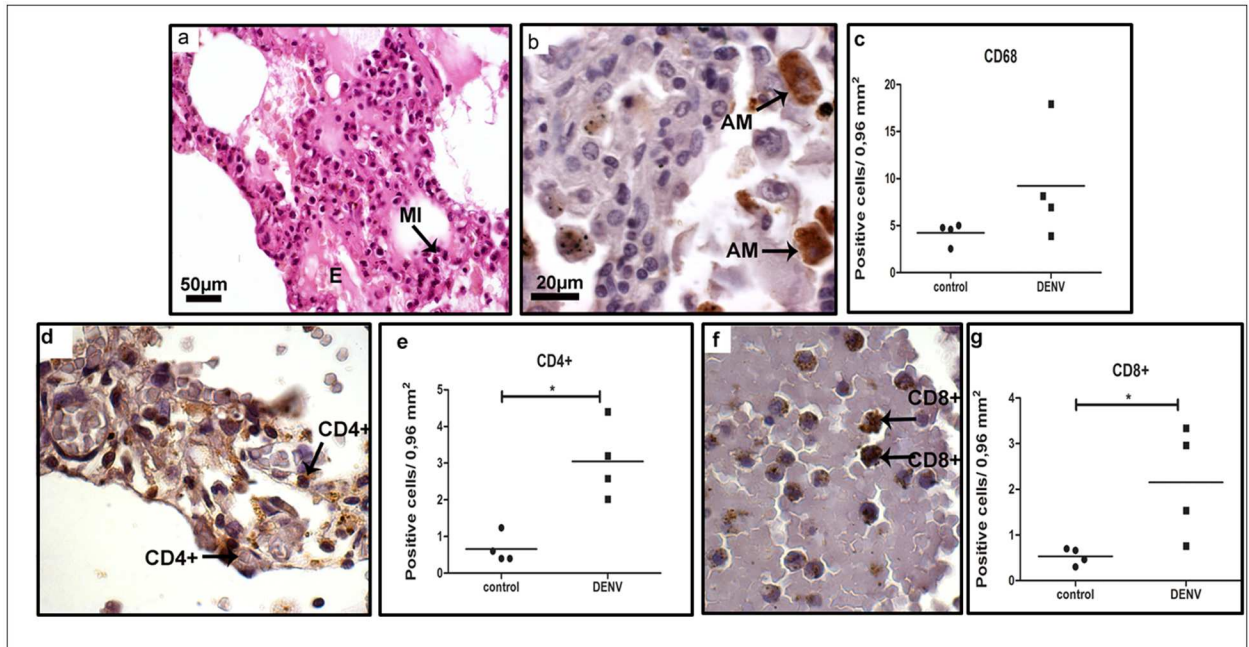 a
MI
E
50µm
b
AM
AM
20µm
c
CD68
Positive cells/ 0,96 mm²
20
15
10
5
0
control DENV
d
CD4+
CD4+
e
CD4+
*
Positive cells/ 0,96 mm²
5
4
3
2
1
0
control DENV
f
CD8+
CD8+
g
CD8+
*
Positive cells/ 0,96 mm²
4
3
2
1
0
control DENV